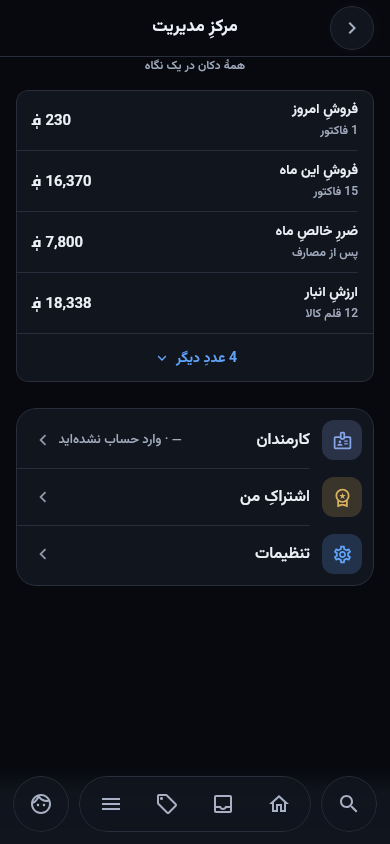 مرکزِ مدیریت
همهٔ دکان در یک نگاه
فروشِ امروز
1 فاکتور
230 ؋
فروشِ این ماه
15 فاکتور
16,370 ؋
ضررِ خالصِ ماه
پس از مصارف
7,800 ؋
ارزشِ انبار
12 قلم کالا
18,338 ؋
4 عددِ دیگر
کارمندان
— · وارد حساب نشده‌اید
اشتراکِ من
تنظیمات